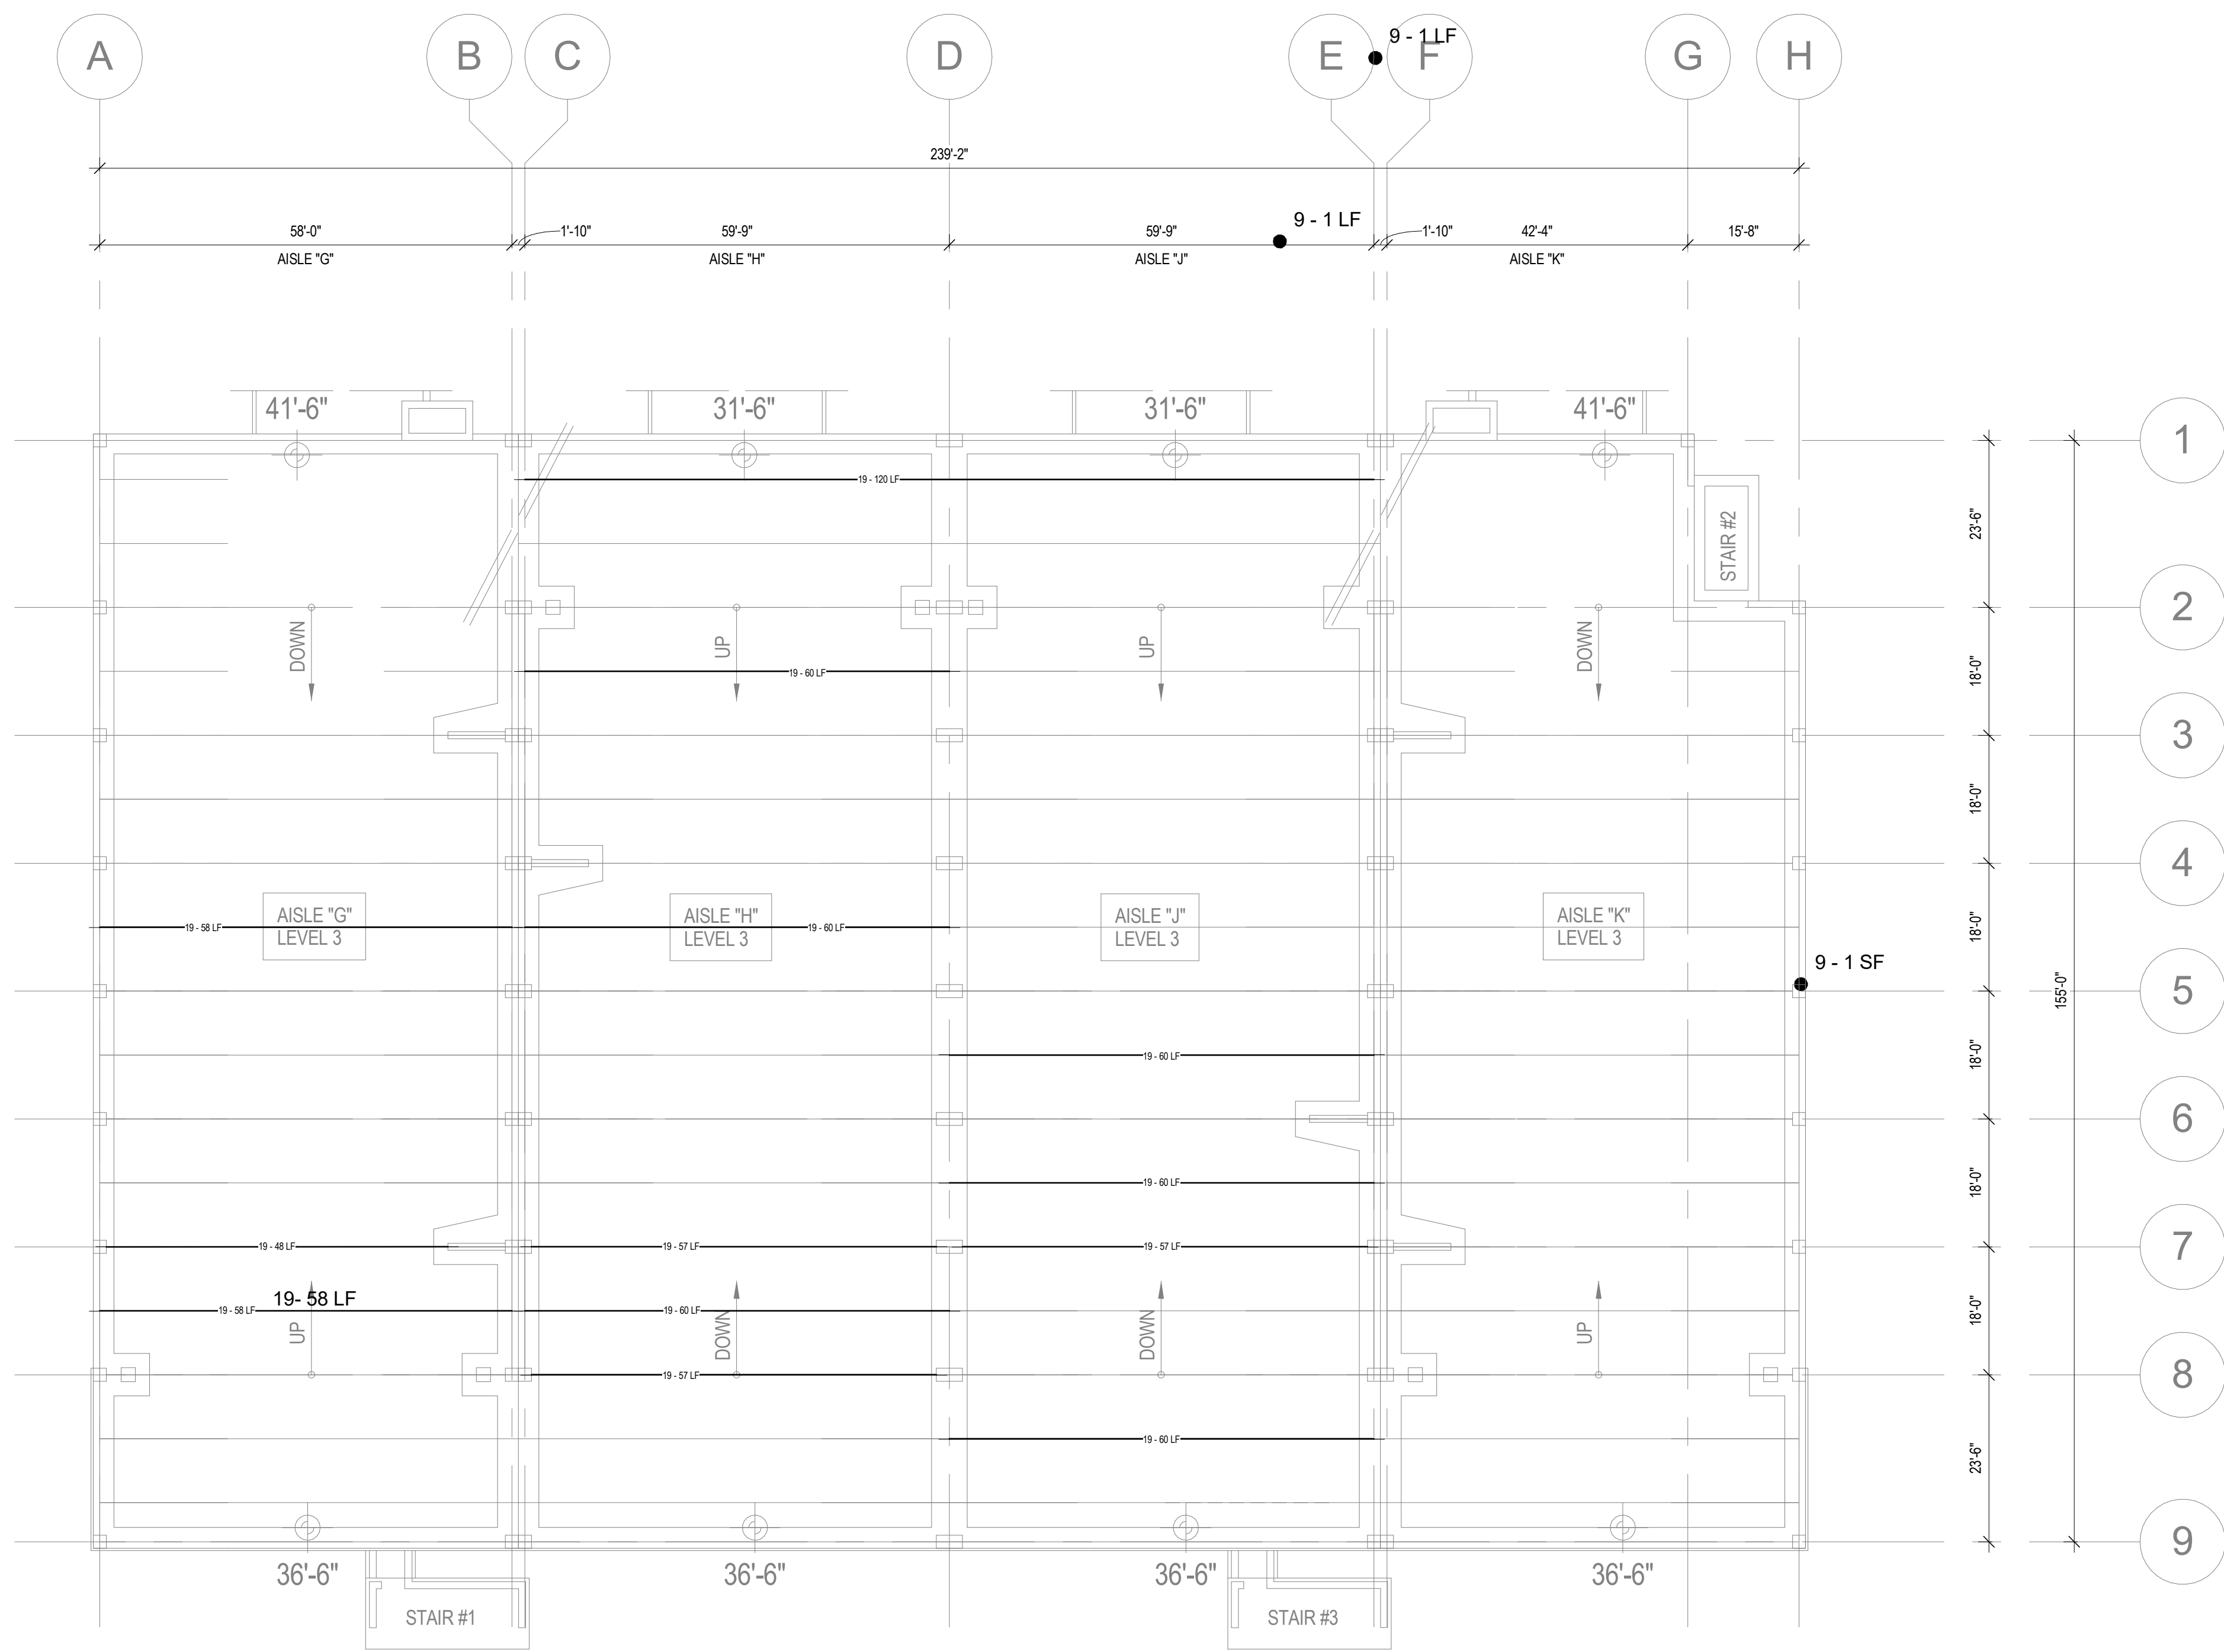 A B C D E F G H
9 - 1 LF
239'-2"
9 - 1 LF
58'-0" 1'-10" 59'-9" 59'-9" 1'-10" 42'-4" 15'-8"
AISLE "G" AISLE "H" AISLE "J" AISLE "K"
41'-6" 31'-6" 31'-6" 41'-6"
1
19 - 120 LF
23'-6"
STAIR #2
2
DOWN UP UP DOWN
19 - 60 LF
18'-0"
3
18'-0"
4
AISLE "G"
LEVEL 3
AISLE "H"
LEVEL 3
AISLE "J"
LEVEL 3
AISLE "K"
LEVEL 3
19 - 58 LF
19 - 60 LF
18'-0"
9 - 1 SF
155'-0"
5
19 - 60 LF
18'-0"
6
19 - 60 LF
18'-0"
19 - 48 LF
19 - 57 LF
19 - 57 LF
7
19- 58 LF
19 - 58 LF
19 - 60 LF
18'-0"
UP DOWN DOWN UP
19 - 57 LF
8
19 - 60 LF
23'-6"
9
36'-6" 36'-6" 36'-6" 36'-6"
STAIR #1 STAIR #3